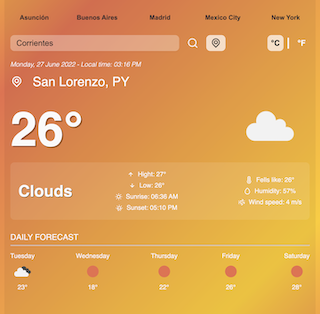 Asunción Buenos Aires Madrid Mexico City New York
Corrientes °C °F
Monday, 27 June 2022 - Local time: 03:16 PM
San Lorenzo, PY
26°
Clouds
Hight: 27°
Low: 26°
Sunrise: 06:36 AM
Sunset: 05:10 PM
Feels like: 26°
Humidity: 57%
Wind speed: 4 m/s
DAILY FORECAST
Tuesday Wednesday Thursday Friday Saturday
23° 18° 22° 26° 28°